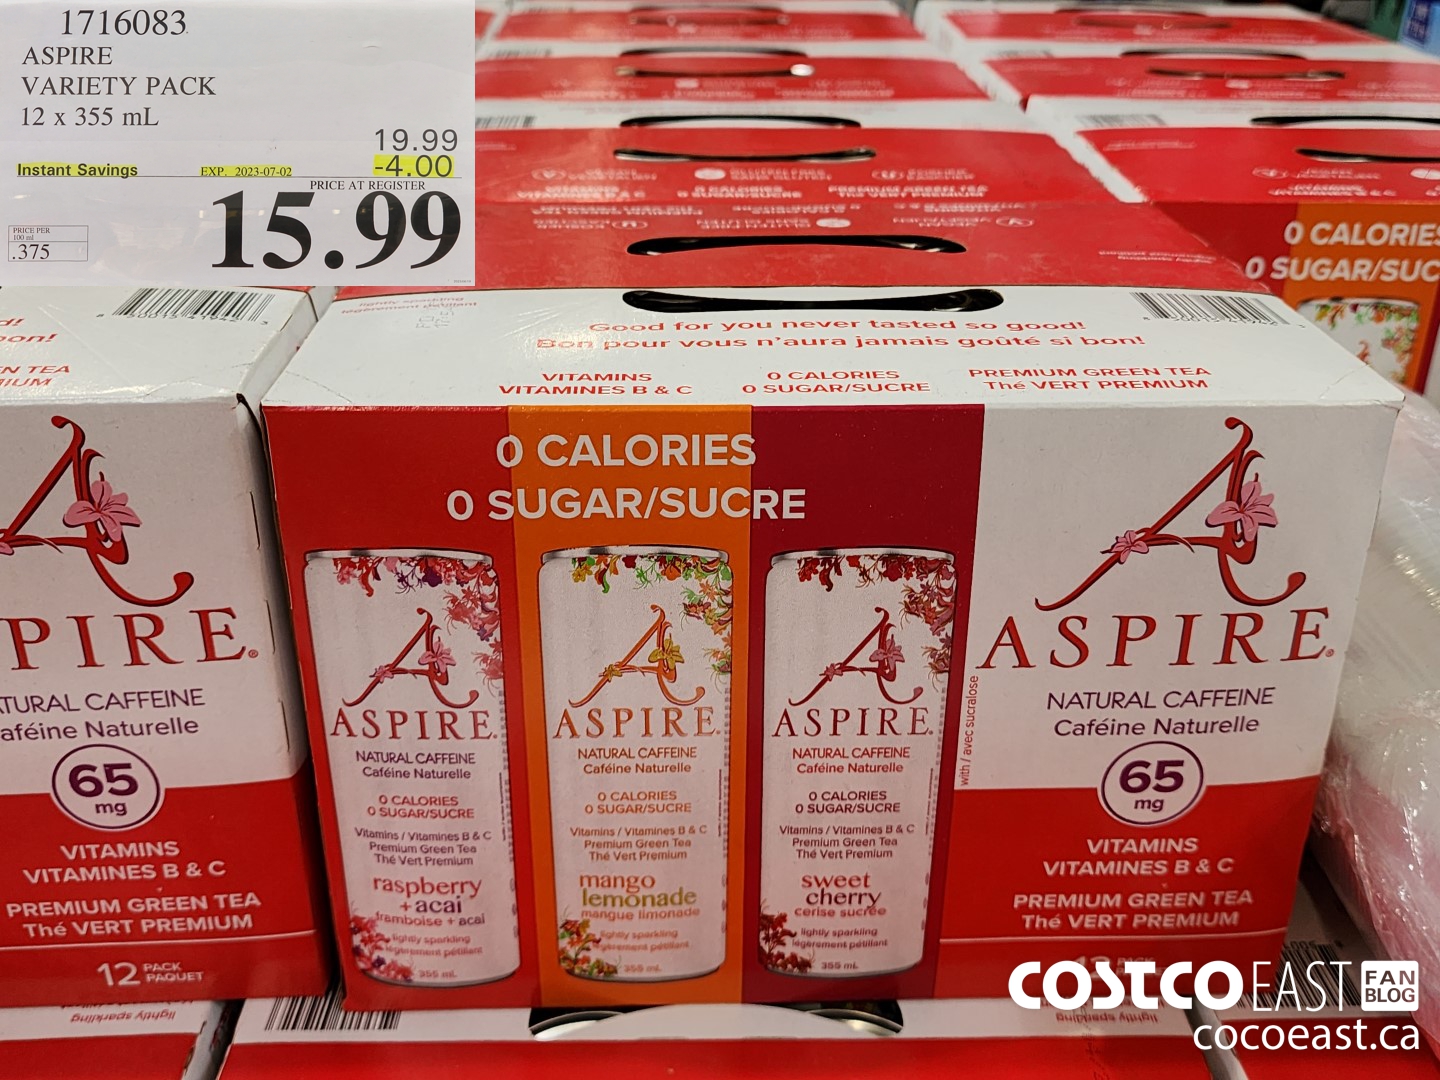 1716083
ASPIRE
VARIETY PACK
12 x 355 mL
19.99
Instant Savings EXP. 2023-07-02 -4.00
PRICE AT REGISTER
15.99
PRICE PER
100 ml
.375
Good for you never tasted so good!
Bon pour vous n'aura jamais goûté si bon!
VITAMINS
VITAMINES B & C
0 CALORIES
0 SUGAR/SUCRE
PREMIUM GREEN TEA
Thé VERT PREMIUM
0 CALORIES
0 SUGAR/SUCRE
ASPIRE®
NATURAL CAFFEINE
Caféine Naturelle
0 CALORIES
0 SUGAR/SUCRE
Vitamins / Vitamines B & C
Premium Green Tea
Thé Vert Premium
raspberry
+ acai
framboise + acai
lightly sparkling
légèrement pétillant
355 mL
ASPIRE®
NATURAL CAFFEINE
Caféine Naturelle
0 CALORIES
0 SUGAR/SUCRE
Vitamins / Vitamines B & C
Premium Green Tea
Thé Vert Premium
mango
lemonade
mangue limonade
lightly sparkling
légèrement pétillant
355 mL
ASPIRE®
NATURAL CAFFEINE
Caféine Naturelle
0 CALORIES
0 SUGAR/SUCRE
Vitamins / Vitamines B & C
Premium Green Tea
Thé Vert Premium
sweet
cherry
cerise sucrée
lightly sparkling
légèrement pétillant
355 mL
with / avec sucralose
ASPIRE®
NATURAL CAFFEINE
Caféine Naturelle
65
mg
VITAMINS
VITAMINES B & C
PREMIUM GREEN TEA
Thé VERT PREMIUM
PIRE®
TURAL CAFFEINE
aféine Naturelle
65
mg
VITAMINS
VITAMINES B & C
PREMIUM GREEN TEA
Thé VERT PREMIUM
12 PACK
PAQUET
0 CALORIES
0 SUGAR/SUC
lightly sparkling
COSTCO EAST FAN BLOG
cocoeast.ca